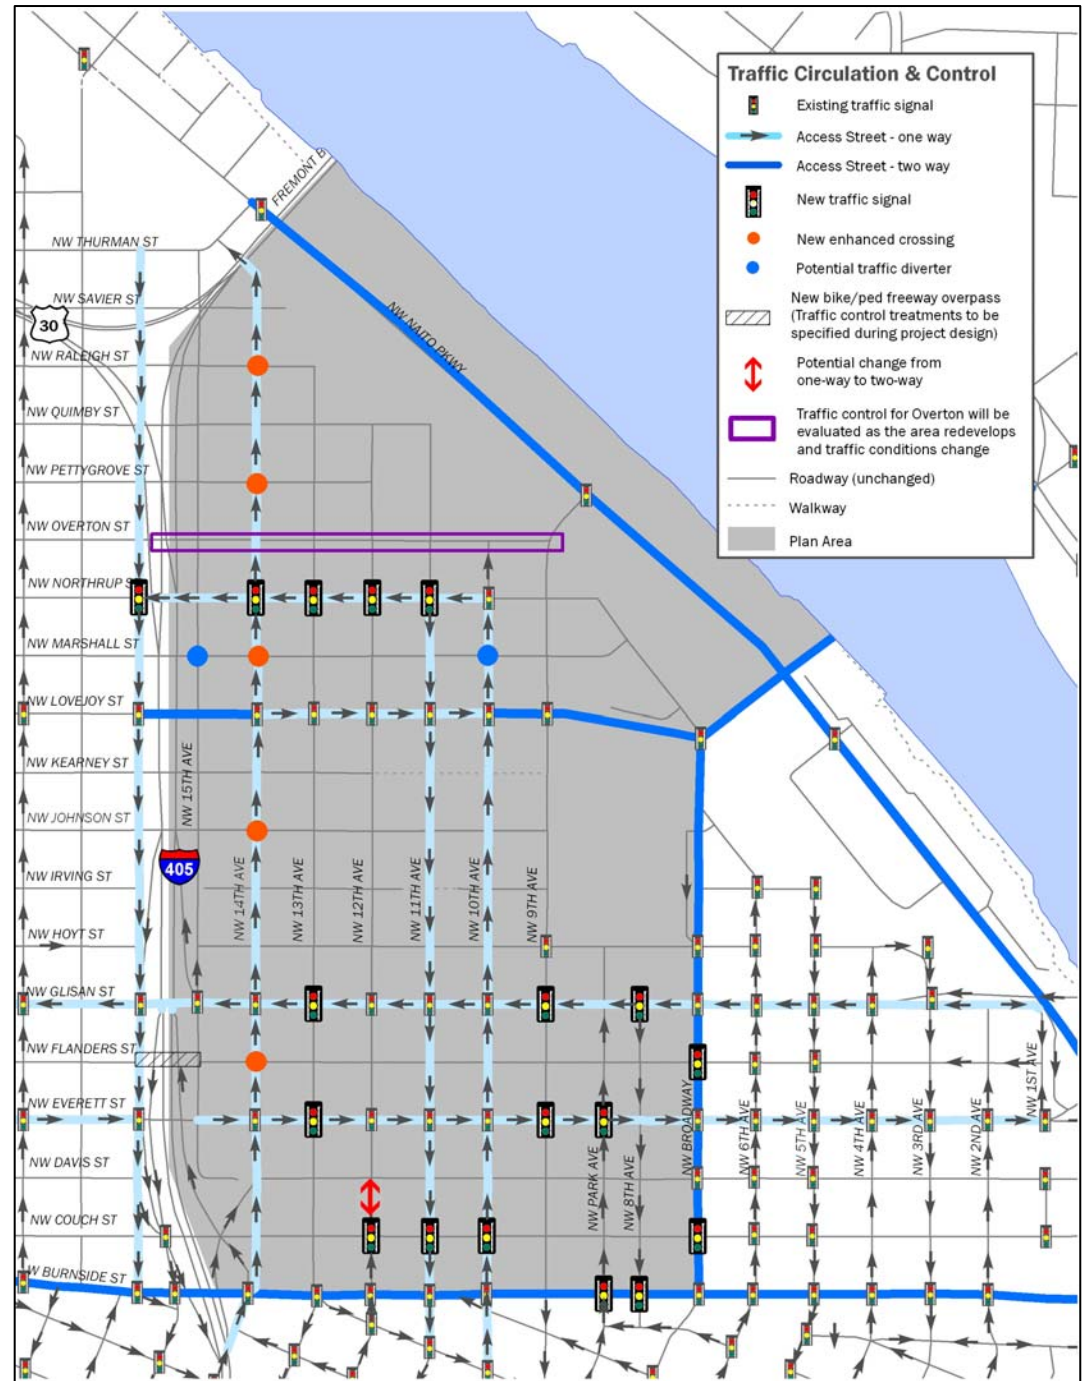 Traffic Circulation & Control
Existing traffic signal
Access Street - one way
Access Street - two way
New traffic signal
New enhanced crossing
Potential traffic diverter
New bike/ped freeway overpass
(Traffic control treatments to be
specified during project design)
Potential change from
one-way to two-way
Traffic control for Overton will be
evaluated as the area redevelops
and traffic conditions change
Roadway (unchanged)
Walkway
Plan Area
FREMONT B
NW THURMAN ST
NW SAVIER ST
30
NW NAITO PKWY
NW RALEIGH ST
NW QUIMBY ST
NW PETTYGROVE ST
NW OVERTON ST
NW NORTHRUP S
NW MARSHALL ST
NW LOVEJOY ST
NW KEARNEY ST
NW 15TH AVE
NW JOHNSON ST
405
NW IRVING ST
NW 14TH AVE
NW 13TH AVE
NW 12TH AVE
NW 11TH AVE
NW 10TH AVE
NW 9TH AVE
NW HOYT ST
NW GLISAN ST
NW FLANDERS ST
NW 1ST AVE
NW EVERETT ST
NW PARK AVE
NW 8TH AVE
NW BROADWAY
NW 6TH AVE
NW 5TH AVE
NW 4TH AVE
NW 3RD AVE
NW 2ND AVE
NW DAVIS ST
NW COUCH ST
W BURNSIDE ST